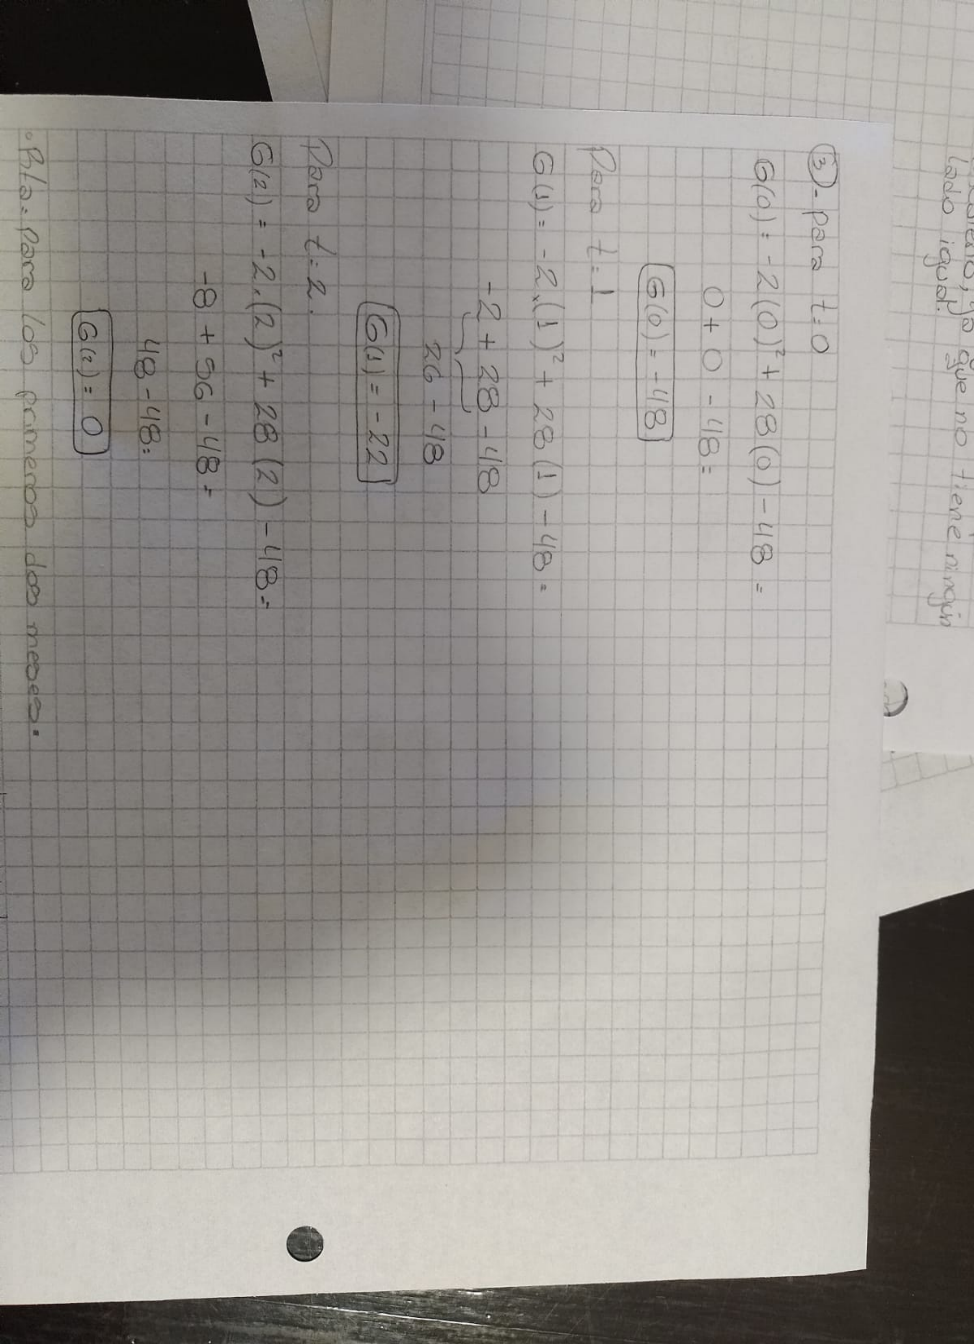 que no tiene ningún
lado igual.
③- para t=0
G(0) = -2(0)² + 28(0) - 48 =
0 + 0 - 48 =
G(0) = -48
Para t=1
G(1) = -2.(1)² + 28(1) - 48 =
-2 + 28 - 48
26 - 48
G(1) = -22
Para t=2.
G(2) = -2.(2)² + 28(2) - 48 =
-8 + 56 - 48 =
48 - 48 =
G(2) = 0
.Rta: para los primeros dos meses.